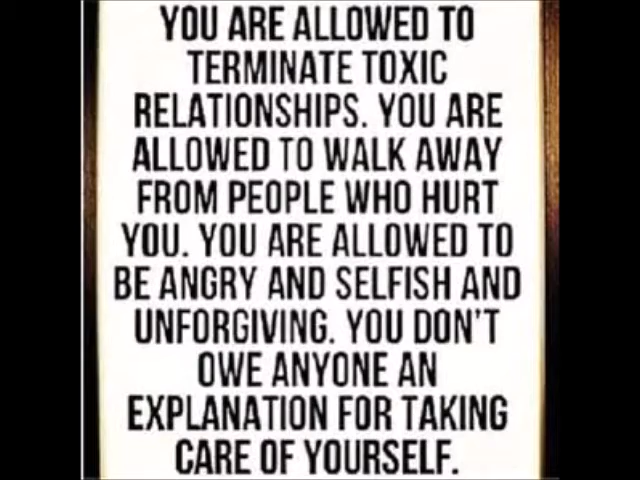 YOU ARE ALLOWED TO
TERMINATE TOXIC
RELATIONSHIPS. YOU ARE
ALLOWED TO WALK AWAY
FROM PEOPLE WHO HURT
YOU. YOU ARE ALLOWED TO
BE ANGRY AND SELFISH AND
UNFORGIVING. YOU DON'T
OWE ANYONE AN
EXPLANATION FOR TAKING
CARE OF YOURSELF.